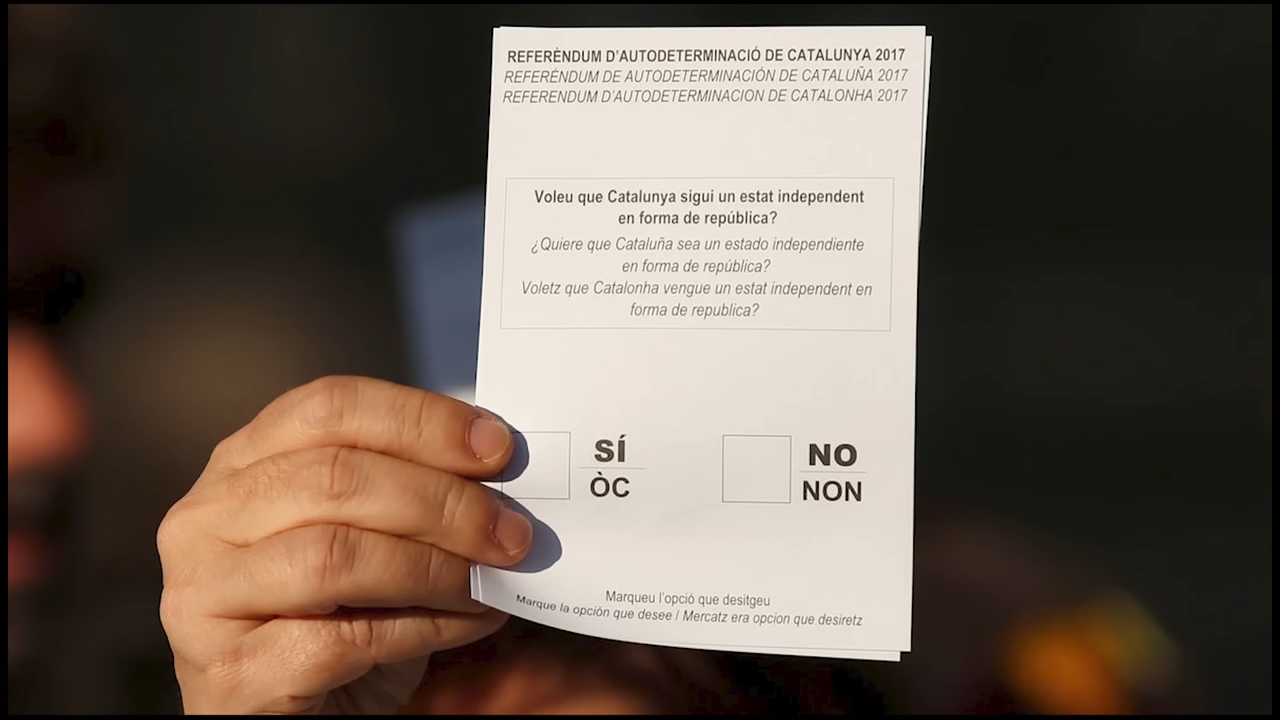 REFERÈNDUM D'AUTODETERMINACIÓ DE CATALUNYA 2017
REFERÉNDUM DE AUTODETERMINACIÓN DE CATALUÑA 2017
REFERENDUM D'AUTODETERMINACION DE CATALONHA 2017
Voleu que Catalunya sigui un estat independent
en forma de república?
¿Quiere que Cataluña sea un estado independiente
en forma de república?
Voletz que Catalonha vengue un estat independent en
forma de republica?
SÍ
ÒC
NO
NON
Marqueu l'opció que desitgeu
Marque la opción que desee / Mercatz era opcion que desiretz